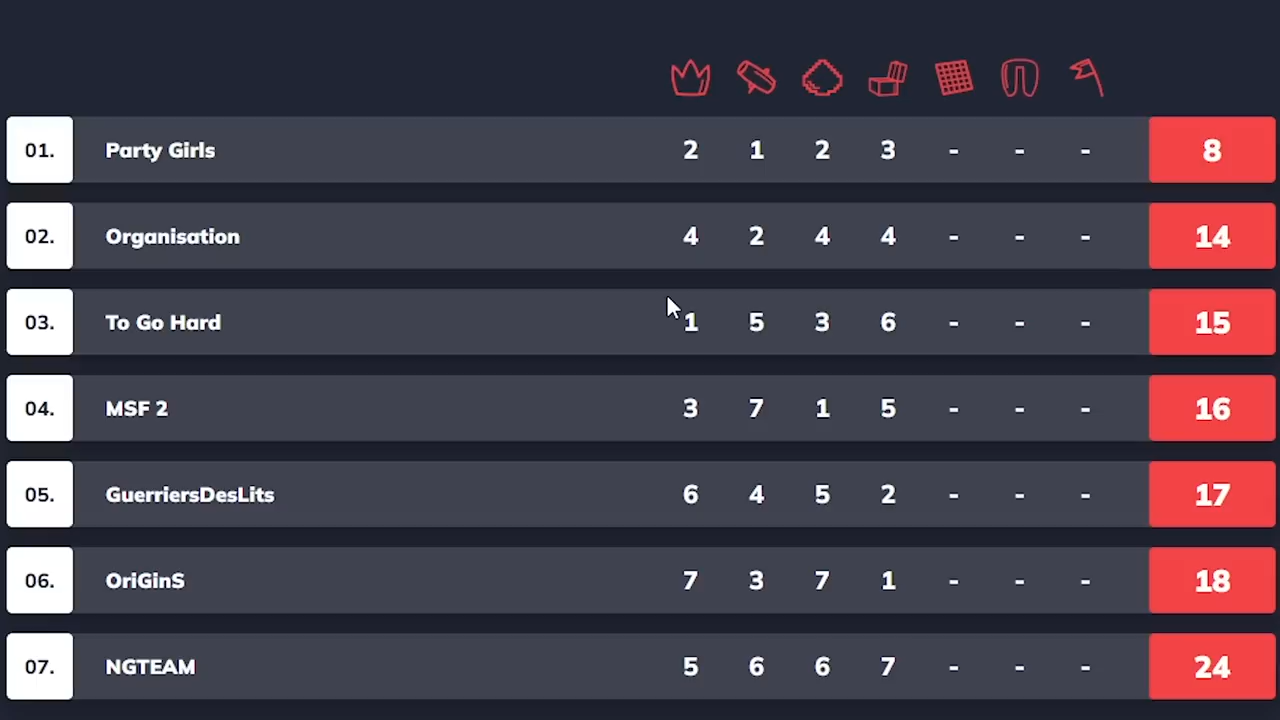 01. Party Girls 2 1 2 3 - - - 8
02. Organisation 4 2 4 4 - - - 14
03. To Go Hard 1 5 3 6 - - - 15
04. MSF 2 3 7 1 5 - - - 16
05. GuerriersDesLits 6 4 5 2 - - - 17
06. OriGinS 7 3 7 1 - - - 18
07. NGTEAM 5 6 6 7 - - - 24